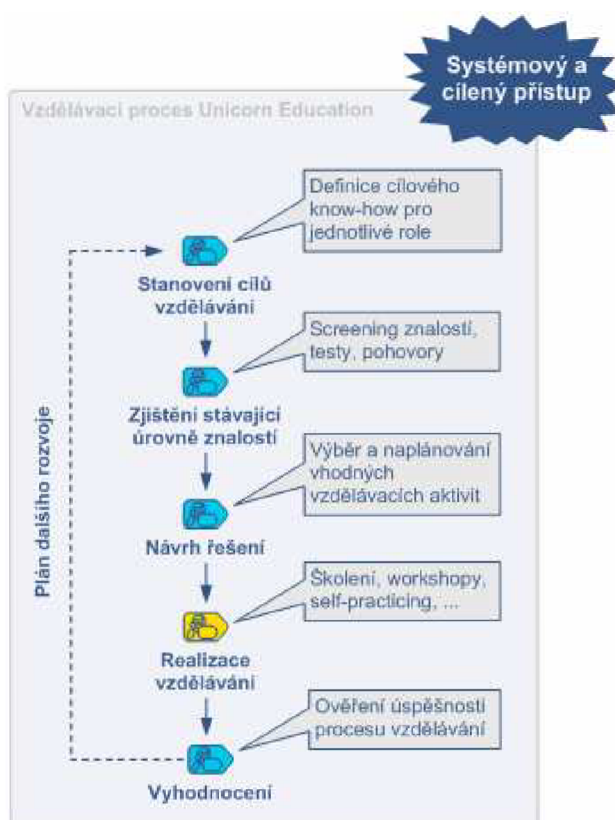 Systémový a
cílený přístup
Vzdělávací proces Unicorn Education
Definice cílového
know-how pro
jednotlivé role
Stanovení cílů
vzdělávání
Screening znalostí,
testy, pohovory
Zjištění stávající
úrovně znalostí
Výběr a naplánování
vhodných
vzdělávacích aktivit
Návrh řešení
Školení, workshopy,
self-practicing, ...
Realizace
vzdělávání
Ověření úspěšnosti
procesu vzdělávání
Vyhodnocení
Plán dalšího rozvoje